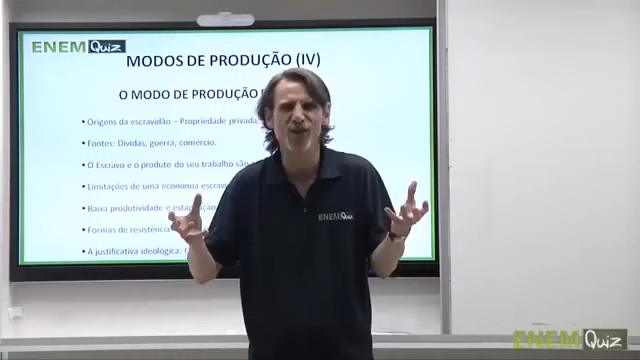 ENEM Quiz
MODOS DE PRODUÇÃO (IV)
O MODO DE PRODUÇÃO
• Origens da escravidão – Propriedade privada,
• Fontes: Dívidas, guerra, comércio.
• O Escravo e o produto do seu trabalho são
• Limitações de uma economia
• Baixa produtividade e
• Formas de resistência
• A justificativa ideológica:
ENEM Quiz
ENEM Quiz